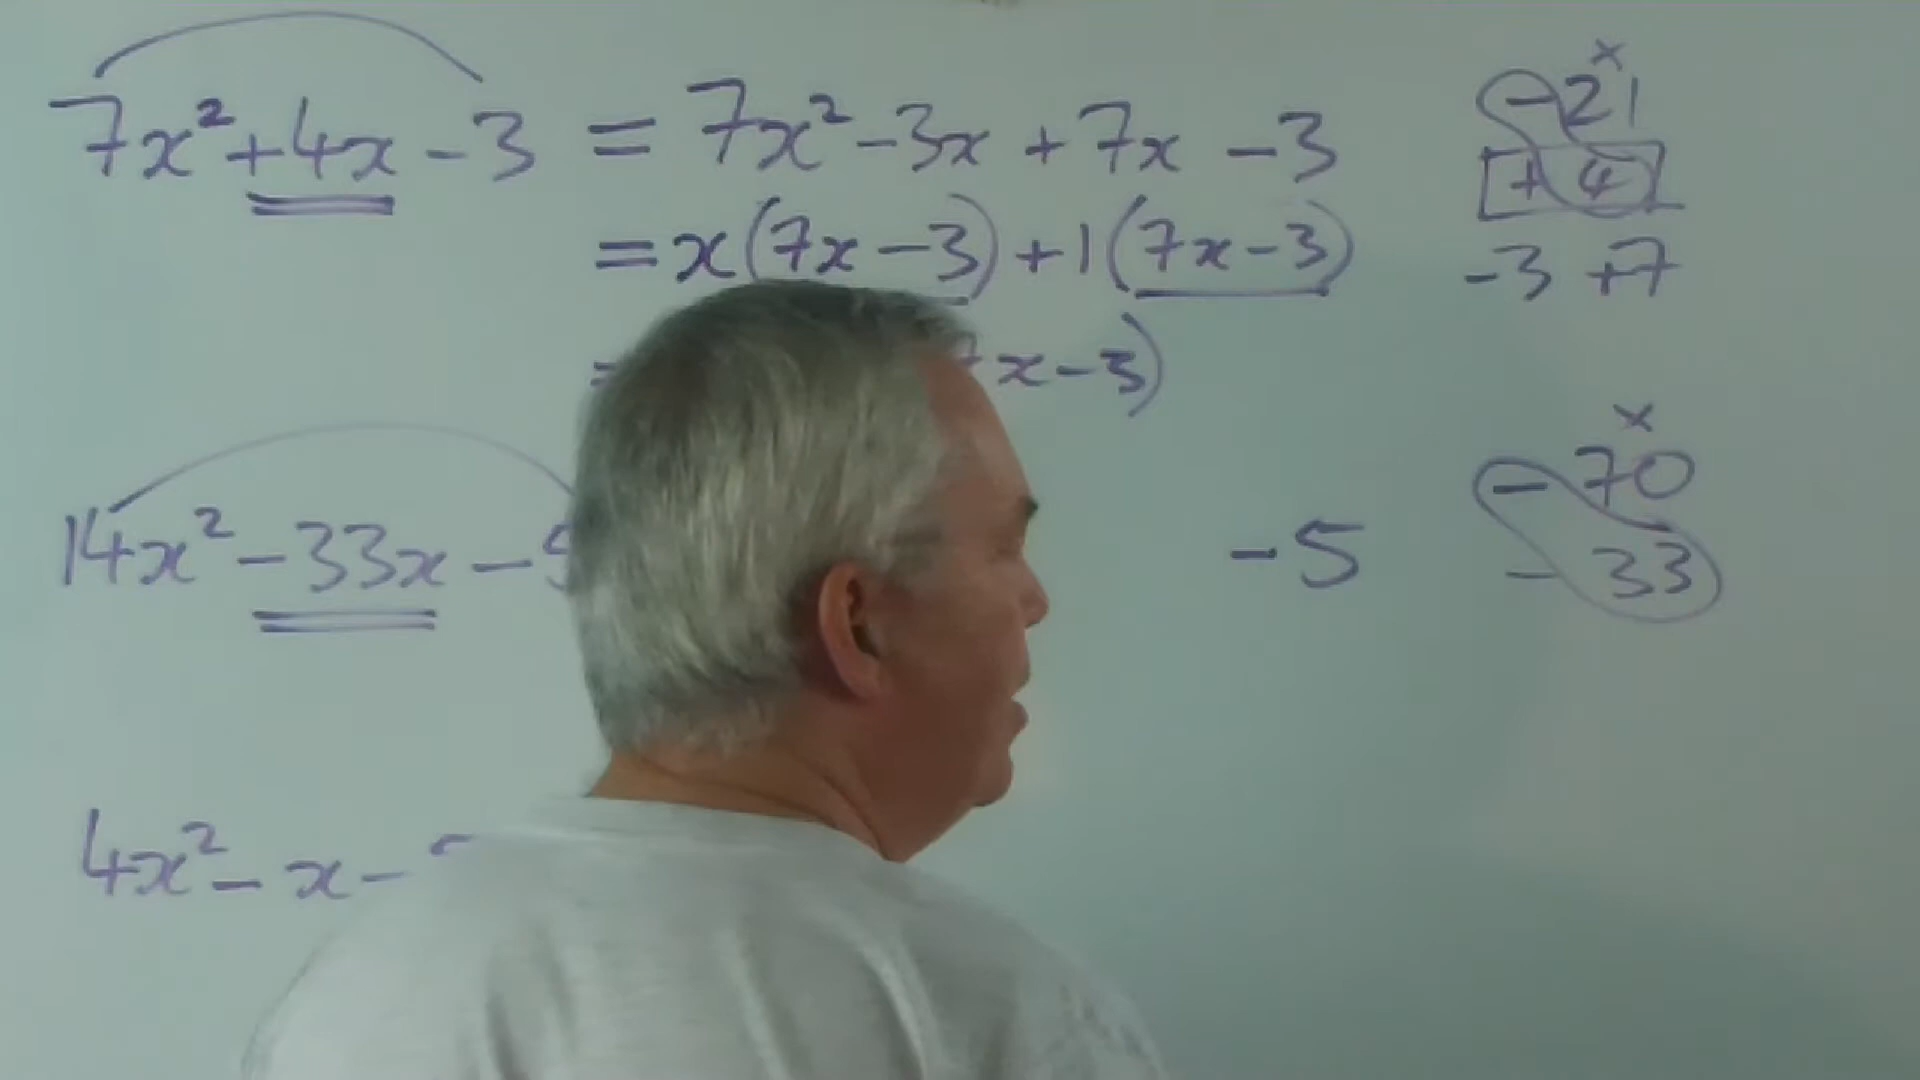 7x² + 4x - 3 = 7x² - 3x + 7x - 3
= x(7x - 3) + 1(7x - 3)
= x - 3)
x
- 21
+ 4
- 3 + 7
14x² - 33x - - 5
x
- 70
- 33
4x² - x -